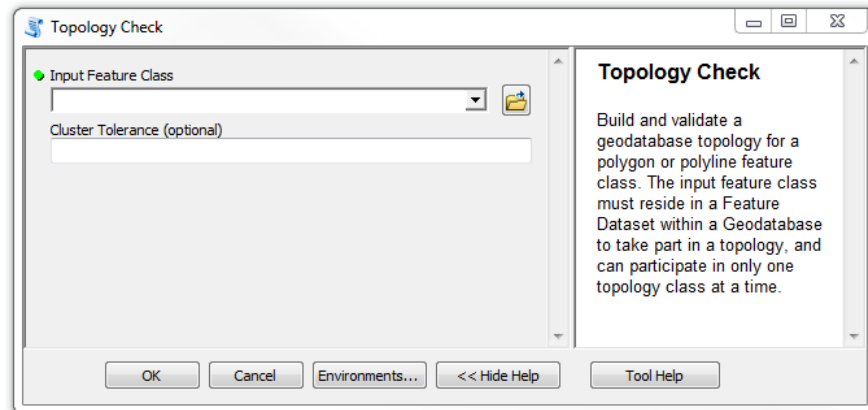 Topology Check
Input Feature Class
Cluster Tolerance (optional)
OK
Cancel
Environments...
<< Hide Help
Topology Check
Build and validate a
geodatabase topology for a
polygon or polyline feature
class. The input feature class
must reside in a Feature
Dataset within a Geodatabase
to take part in a topology, and
can participate in only one
topology class at a time.
Tool Help